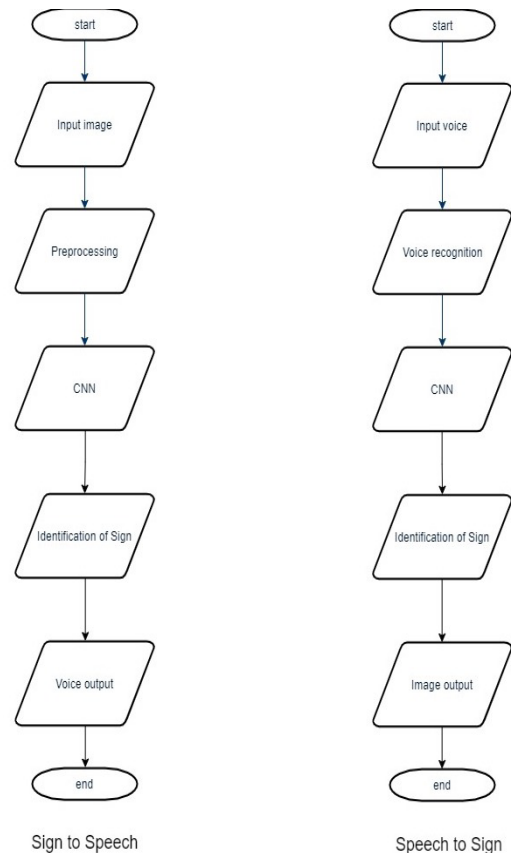 start
Input image
Preprocessing
CNN
Identification of Sign
Voice output
end
Sign to Speech
start
Input voice
Voice recognition
CNN
Identification of Sign
Image output
end
Speech to Sign